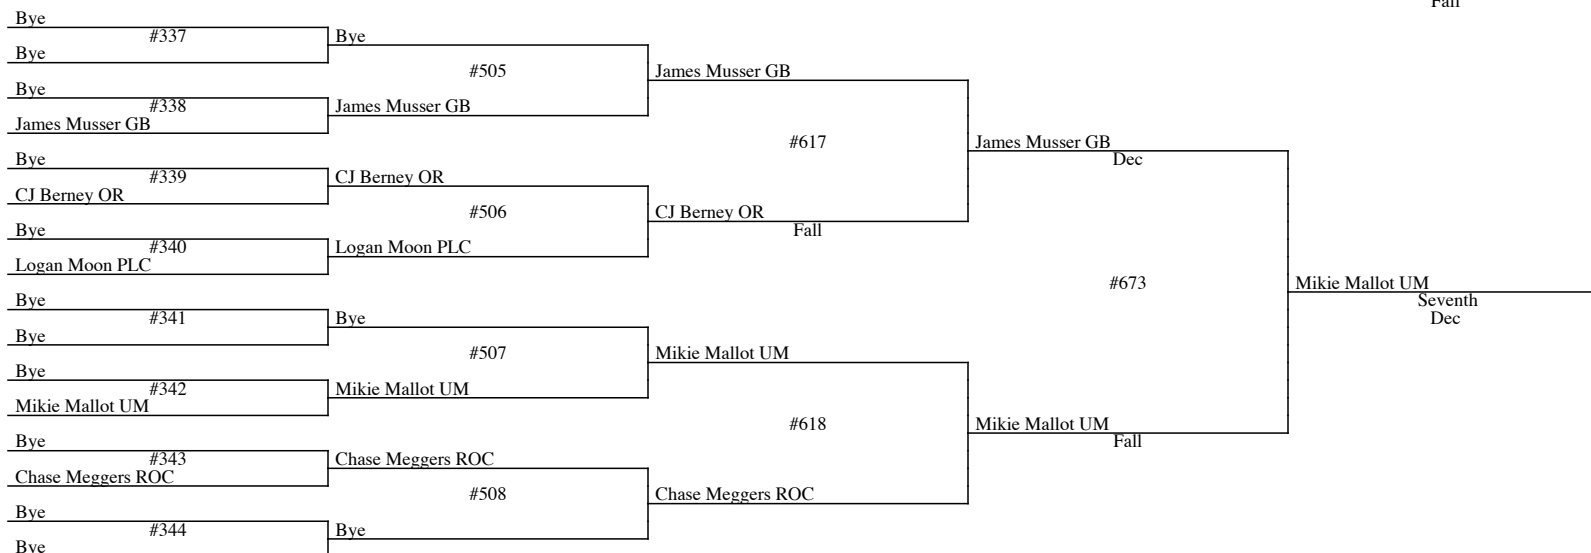 Fall
Bye
#337
Bye
Bye
#505
James Musser GB
Bye
#338
James Musser GB
James Musser GB
#617
James Musser GB
Dec
Bye
#339
CJ Berney OR
CJ Berney OR
#506
CJ Berney OR
Fall
Bye
#340
Logan Moon PLC
Logan Moon PLC
#673
Mikie Mallot UM
Seventh
Dec
Bye
#341
Bye
Bye
#507
Mikie Mallot UM
Bye
#342
Mikie Mallot UM
Mikie Mallot UM
#618
Mikie Mallot UM
Fall
Bye
#343
Chase Meggers ROC
Chase Meggers ROC
#508
Chase Meggers ROC
Bye
#344
Bye
Bye